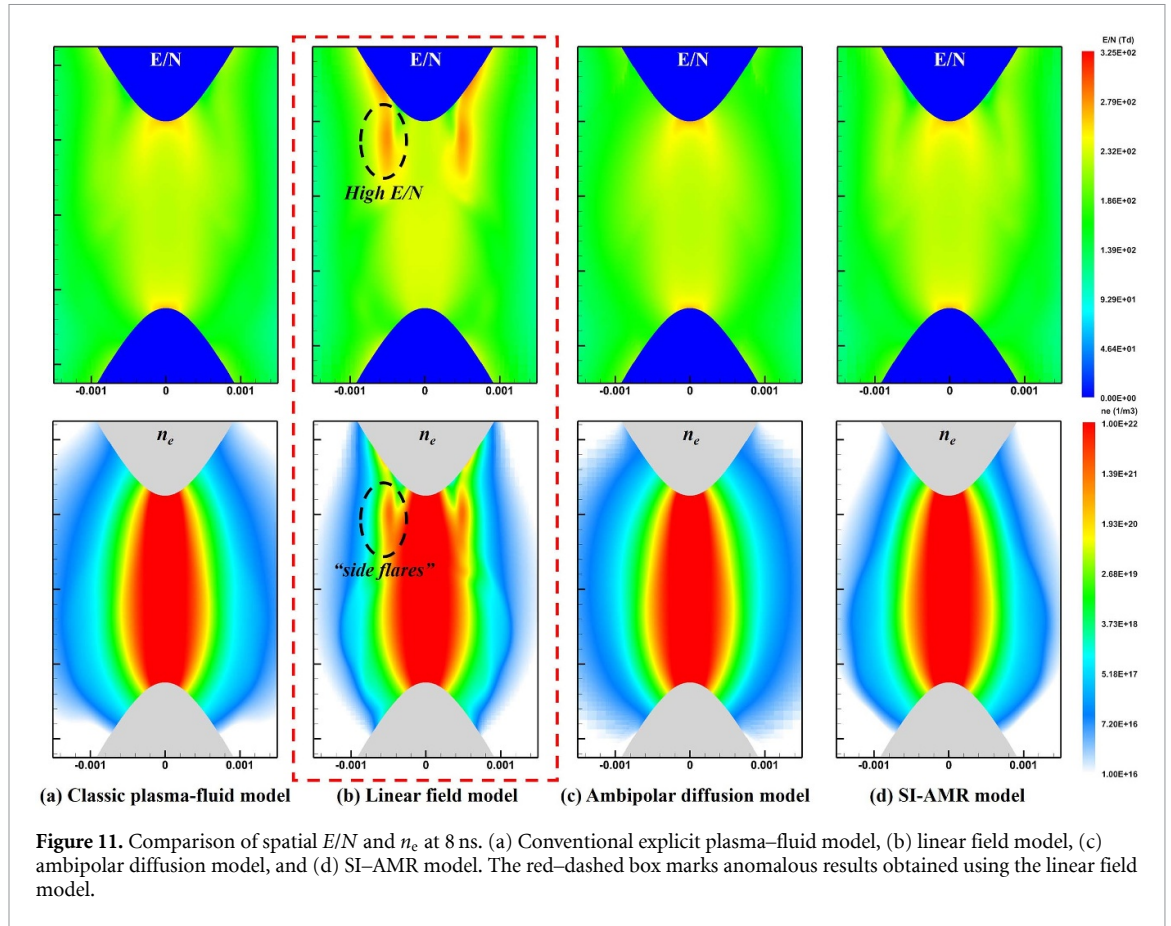 E/N
E/N
E/N
E/N
High E/N
E/N (Td)
3.25E+02
2.79E+02
2.32E+02
1.86E+02
1.39E+02
9.29E+01
4.64E+01
0.00E+00
-0.001 0 0.001
-0.001 0 0.001
-0.001 0 0.001
-0.001 0 0.001
ne
ne
ne
ne
"side flares"
ne (1/m3)
1.00E+22
1.39E+21
1.93E+20
2.68E+19
3.73E+18
5.18E+17
7.20E+16
1.00E+16
-0.001 0 0.001
-0.001 0 0.001
-0.001 0 0.001
-0.001 0 0.001
(a) Classic plasma-fluid model
(b) Linear field model
(c) Ambipolar diffusion model
(d) SI-AMR model
Figure 11. Comparison of spatial E/N and ne at 8 ns. (a) Conventional explicit plasma–fluid model, (b) linear field model, (c)
ambipolar diffusion model, and (d) SI–AMR model. The red–dashed box marks anomalous results obtained using the linear field
model.